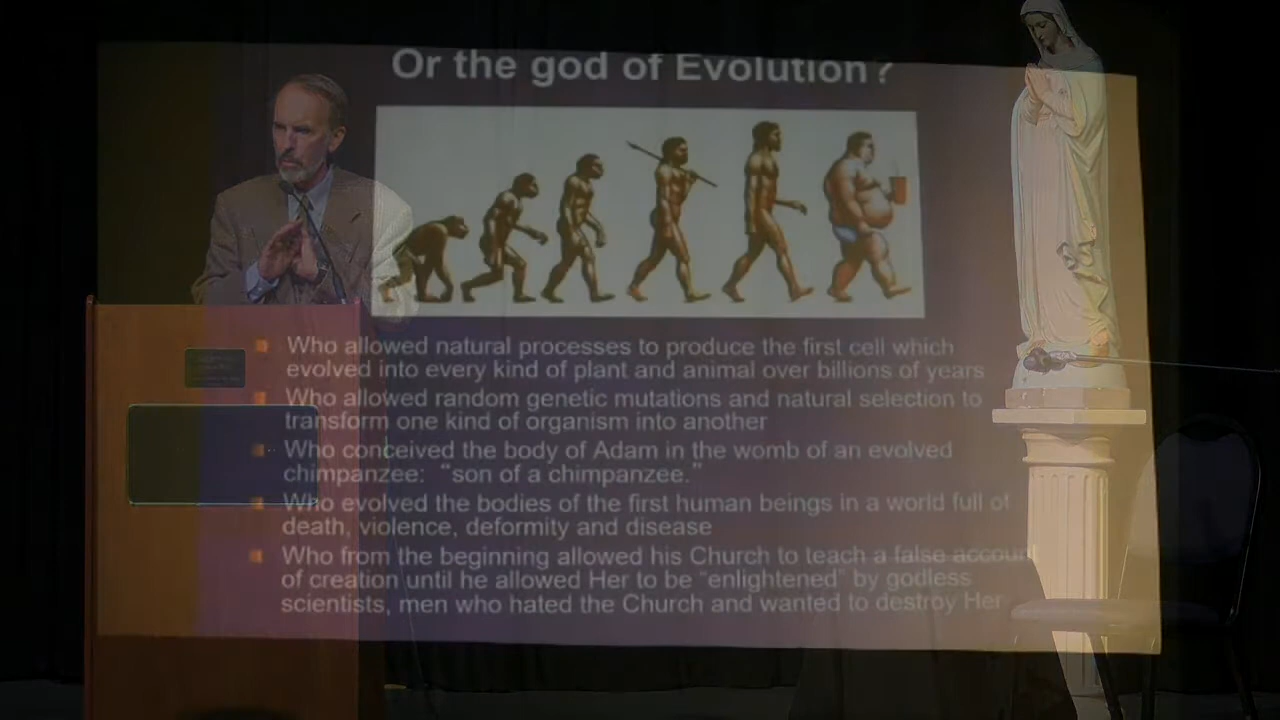 Or the god of Evolution?
Who allowed natural processes to produce the first cell which
evolved into every kind of plant and animal over billions of years
Who allowed random genetic mutations and natural selection to
transform one kind of organism into another
Who conceived the body of Adam in the womb of an evolved
chimpanzee: “son of a chimpanzee.”
Who evolved the bodies of the first human beings in a world full of
death, violence, deformity and disease
Who from the beginning allowed his Church to teach a false accoun
of creation until he allowed Her to be “enlightened” by godless
scientists, men who hated the Church and wanted to destroy Her